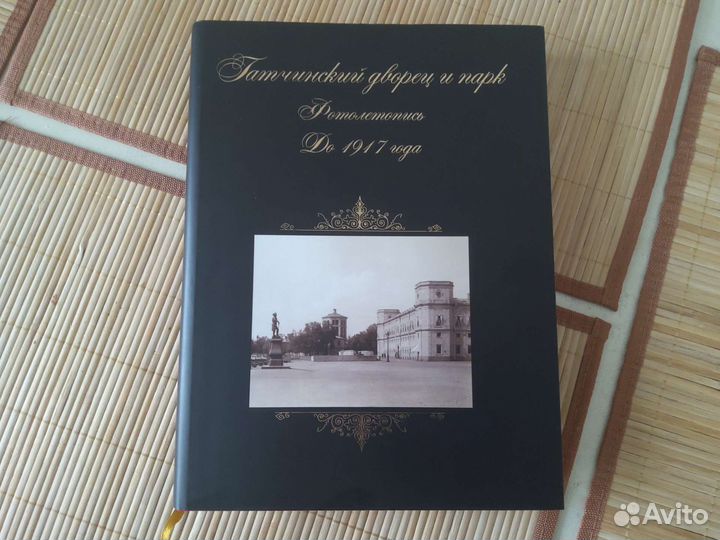 Гатчинский дворец и парк
Фотолетопись
До 1917 года
Avito